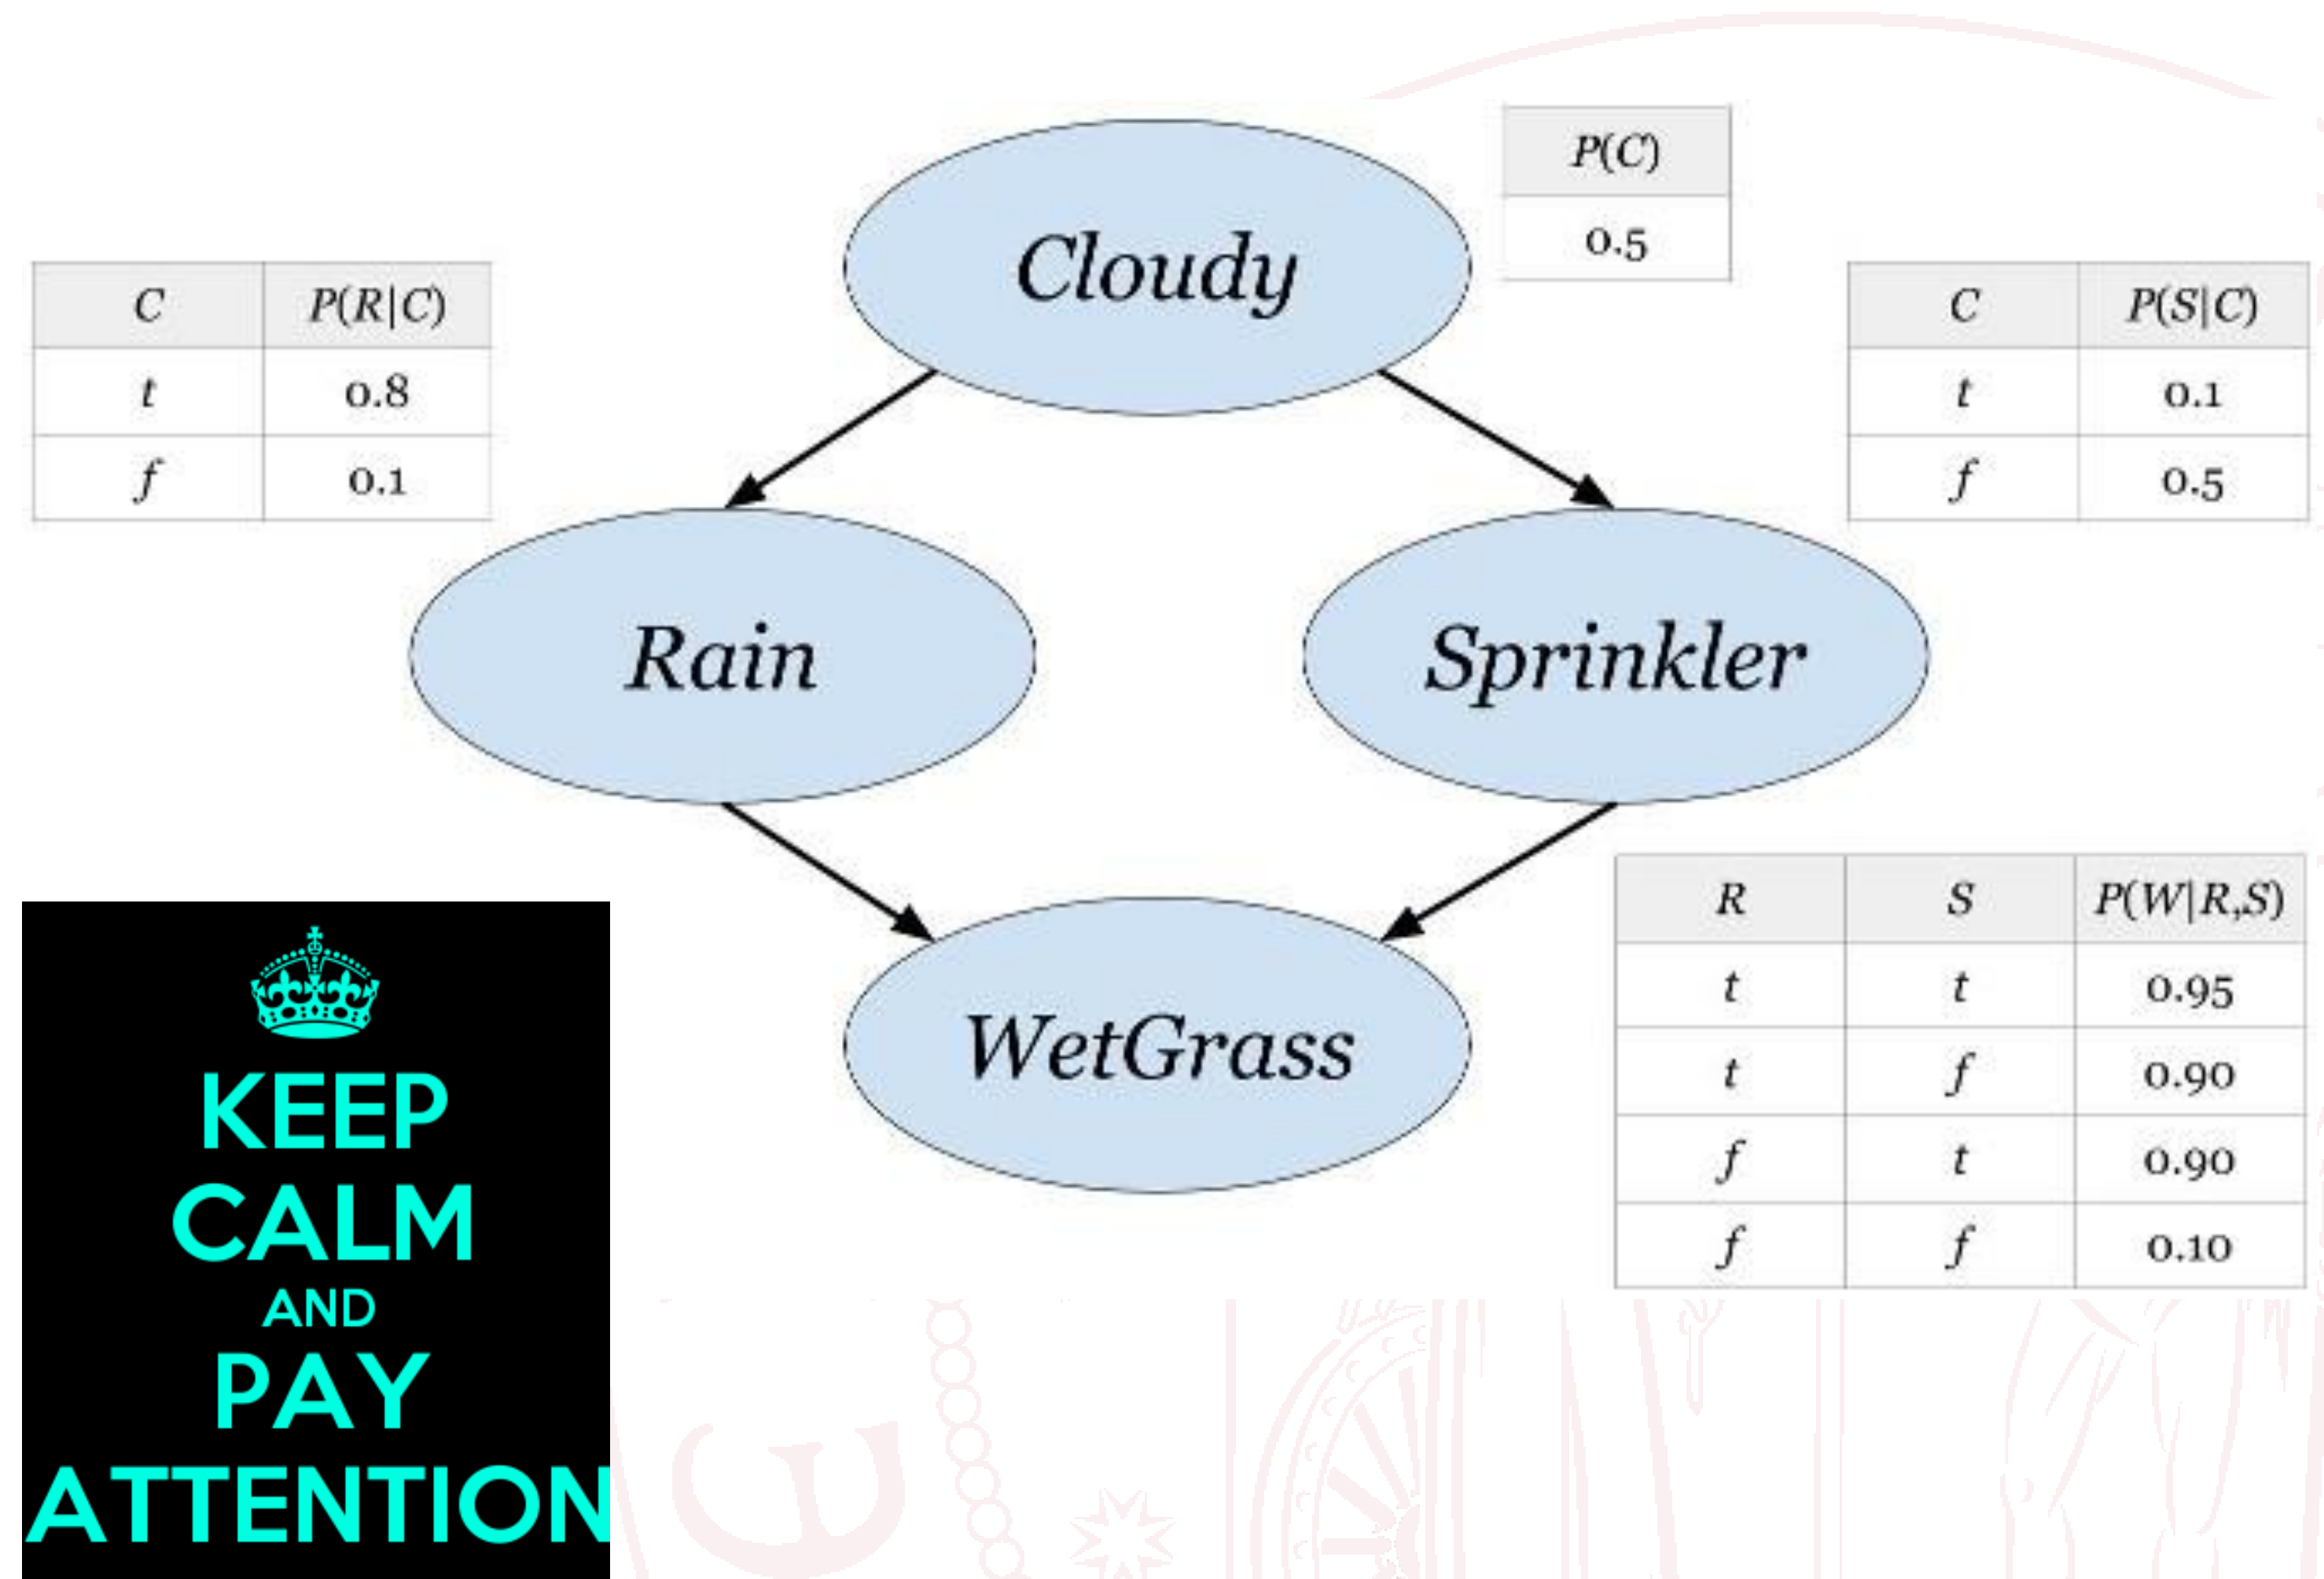 Cloudy
P(C)
0.5
C P(R|C)
t 0.8
f 0.1
C P(S|C)
t 0.1
f 0.5
Rain
Sprinkler
WetGrass
R S P(W|R,S)
t t 0.95
t f 0.90
f t 0.90
f f 0.10
KEEP
CALM
AND
PAY
ATTENTION